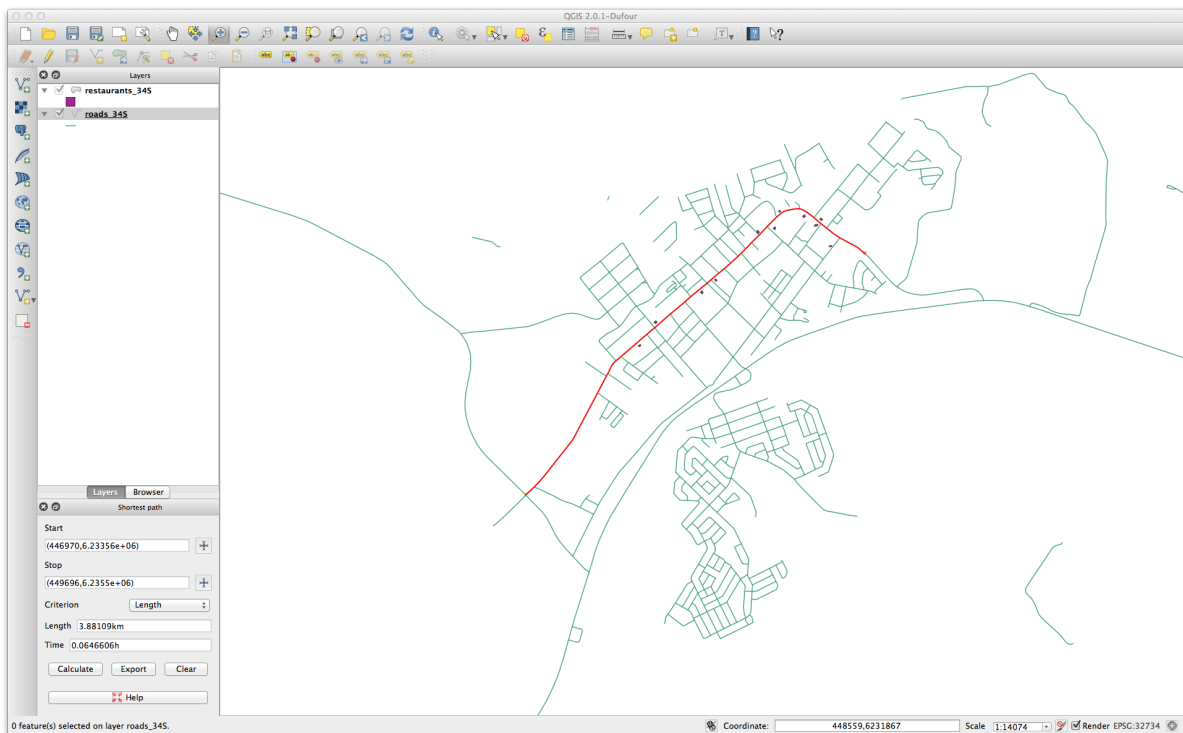 QGIS 2.0.1-Dufour
Layers
restaurants_34S
roads_34S
Layers Browser
Shortest path
Start
(446970,6.23356e+06)
Stop
(449696,6.2355e+06)
Criterion Length
Length 3.88109km
Time 0.0646606h
Calculate Export Clear
Help
0 feature(s) selected on layer roads_34S.
Coordinate: 448559,6231867 Scale 1:14074 Render EPSG:32734